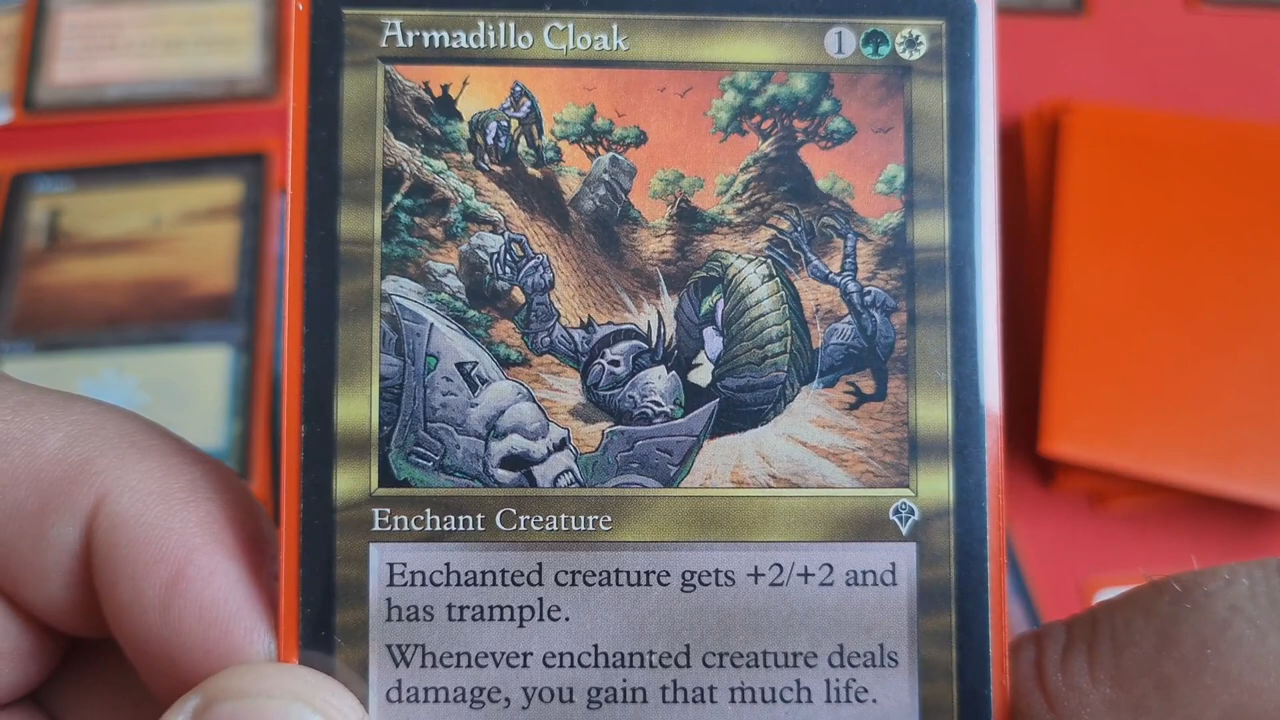 Armadillo Cloak 1
Enchant Creature
Enchanted creature gets +2/+2 and
has trample.
Whenever enchanted creature deals
damage, you gain that much life.